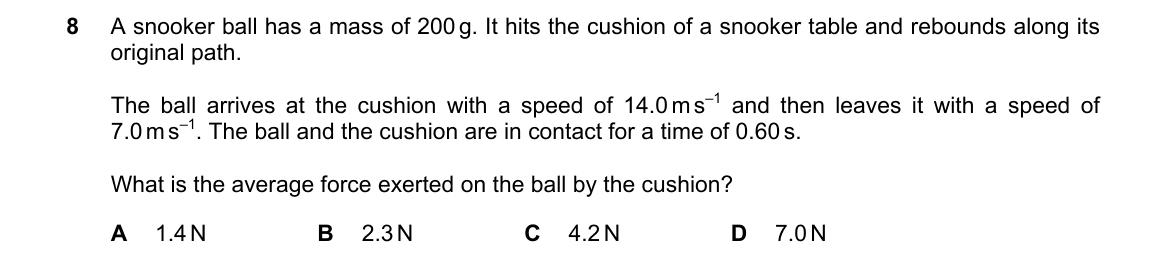 8 A snooker ball has a mass of 200 g. It hits the cushion of a snooker table and rebounds along its
original path.
The ball arrives at the cushion with a speed of 14.0 m s⁻¹ and then leaves it with a speed of
7.0 m s⁻¹. The ball and the cushion are in contact for a time of 0.60 s.
What is the average force exerted on the ball by the cushion?
A 1.4 N B 2.3 N C 4.2 N D 7.0 N